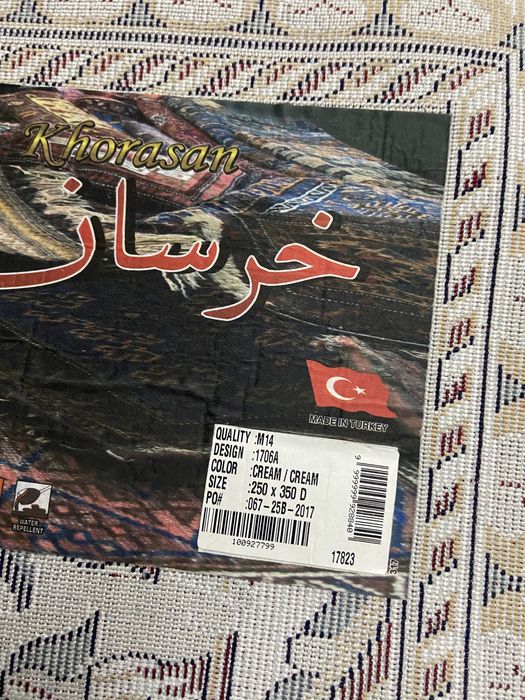 Khorasan
خرسان
MADE IN TURKEY
QUALITY :M14
DESIGN :1706A
COLOR :CREAM / CREAM
SIZE :250 x 350 D
PO# :067-25B-2017
100927799
17823
WATER
REPELLENT